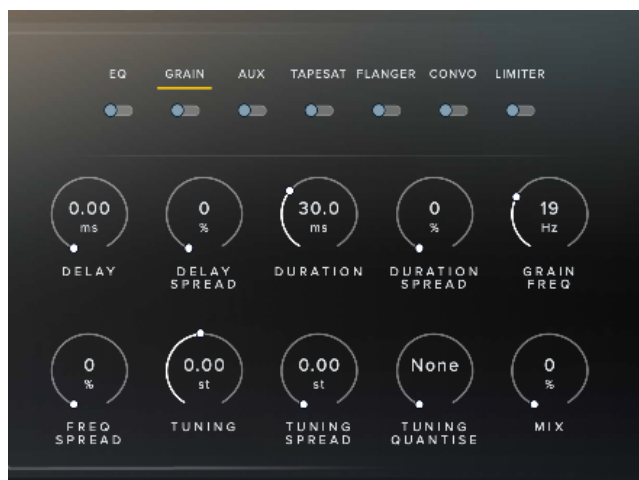 EQ GRAIN AUX TAPESAT FLANGER CONVO LIMITER
0.00 0 30.0 0 19
ms % ms % Hz
DELAY DELAY DURATION DURATION GRAIN
SPREAD SPREAD FREQ
0 0.00 0.00 None 0
% st st %
FREQ TUNING TUNING TUNING MIX
SPREAD SPREAD QUANTISE